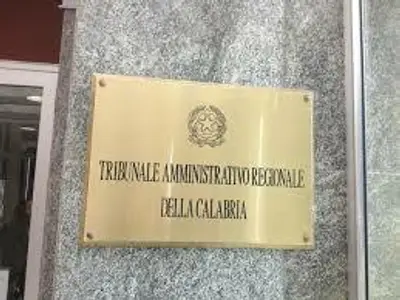 TRIBUNALE AMMINISTRATIVO REGIONALE
DELLA CALABRIA